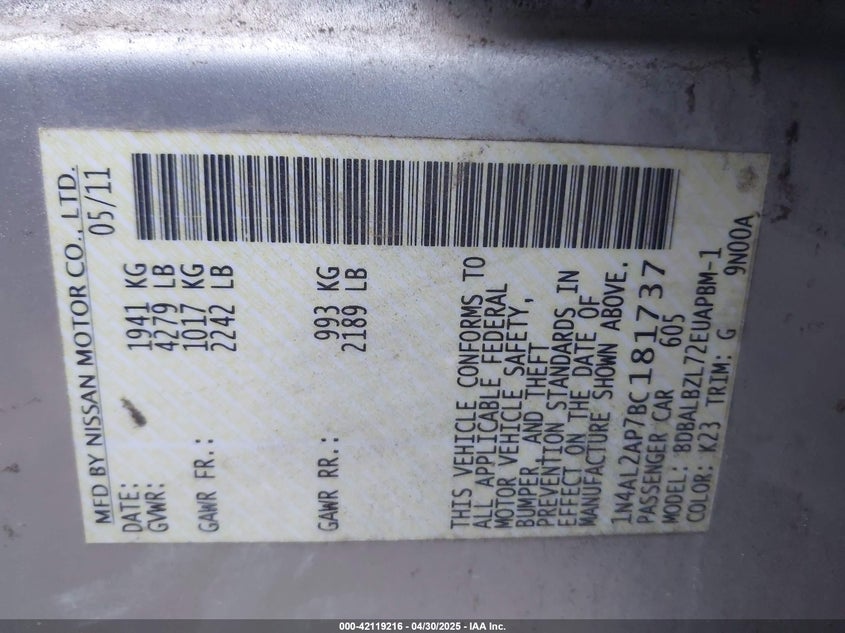 MFD BY NISSAN MOTOR CO., LTD.
DATE: 05/11
GVWR: 1941 KG
4279 LB
GAWR FR.: 1017 KG
2242 LB
GAWR RR.: 993 KG
2189 LB
THIS VEHICLE CONFORMS TO
ALL APPLICABLE FEDERAL
MOTOR VEHICLE SAFETY,
BUMPER, AND THEFT
PREVENTION STANDARDS IN
EFFECT ON THE DATE OF
MANUFACTURE SHOWN ABOVE.
1N4AL2AP7BC181737
PASSENGER CAR 605
MODEL: BDBALBZL72EUAPBM-1
COLOR: K23 TRIM: G 9N00A
000-42119216 - 04/30/2025 - IAA Inc.